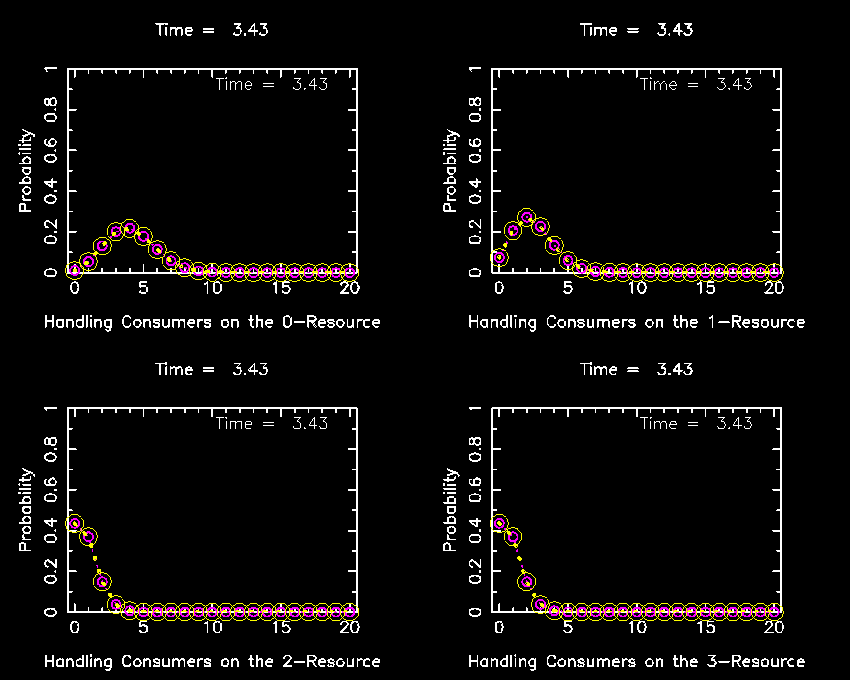 Time = 3.43
Time = 3.43
Probability
0 0.2 0.4 0.6 0.8 1
0 5 10 15 20
Handling Consumers on the 0-Resource
Time = 3.43
Time = 3.43
Probability
0 0.2 0.4 0.6 0.8 1
0 5 10 15 20
Handling Consumers on the 1-Resource
Time = 3.43
Time = 3.43
Probability
0 0.2 0.4 0.6 0.8 1
0 5 10 15 20
Handling Consumers on the 2-Resource
Time = 3.43
Time = 3.43
Probability
0 0.2 0.4 0.6 0.8 1
0 5 10 15 20
Handling Consumers on the 3-Resource